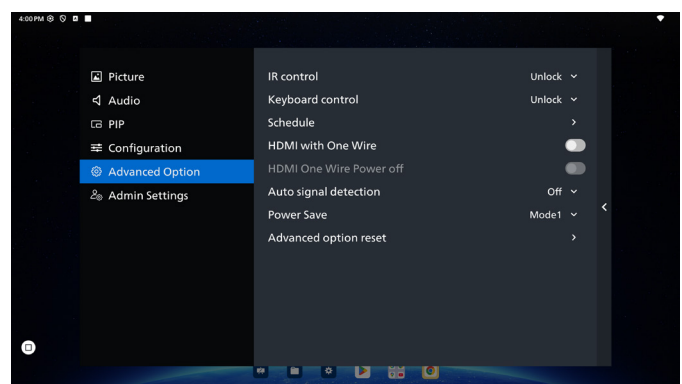 4:00 PM
Picture
Audio
PIP
Configuration
Advanced Option
Admin Settings
IR control Unlock
Keyboard control Unlock
Schedule
HDMI with One Wire
HDMI One Wire Power off
Auto signal detection Off
Power Save Mode1
Advanced option reset